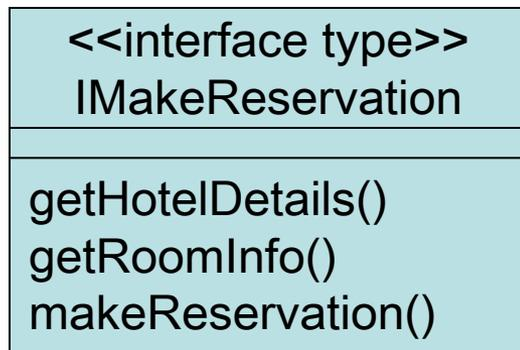 <<interface type>>
IMakeReservation
getHotelDetails()
getRoomInfo()
makeReservation()